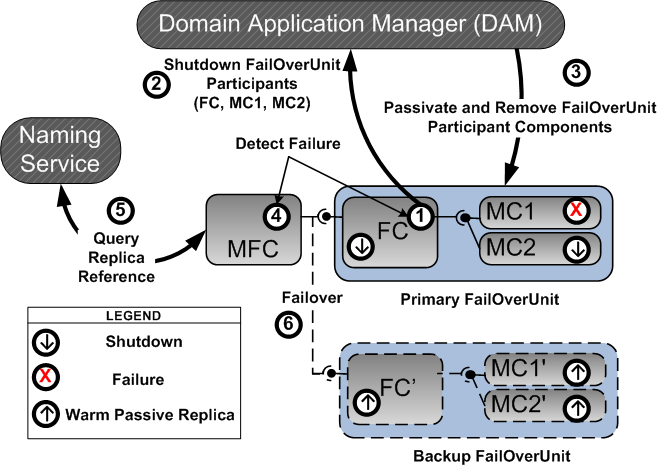 Domain Application Manager (DAM)
2
Shutdown FailOverUnit
Participants
(FC, MC1, MC2)
3
Passivate and Remove FailOverUnit
Participant Components
Naming
Service
Detect Failure
5
Query
Replica
Reference
4
MFC
1
FC
MC1
X
MC2
Primary FailOverUnit
Failover
6
LEGEND
Shutdown
X
Failure
Warm Passive Replica
FC'
MC1'
MC2'
Backup FailOverUnit